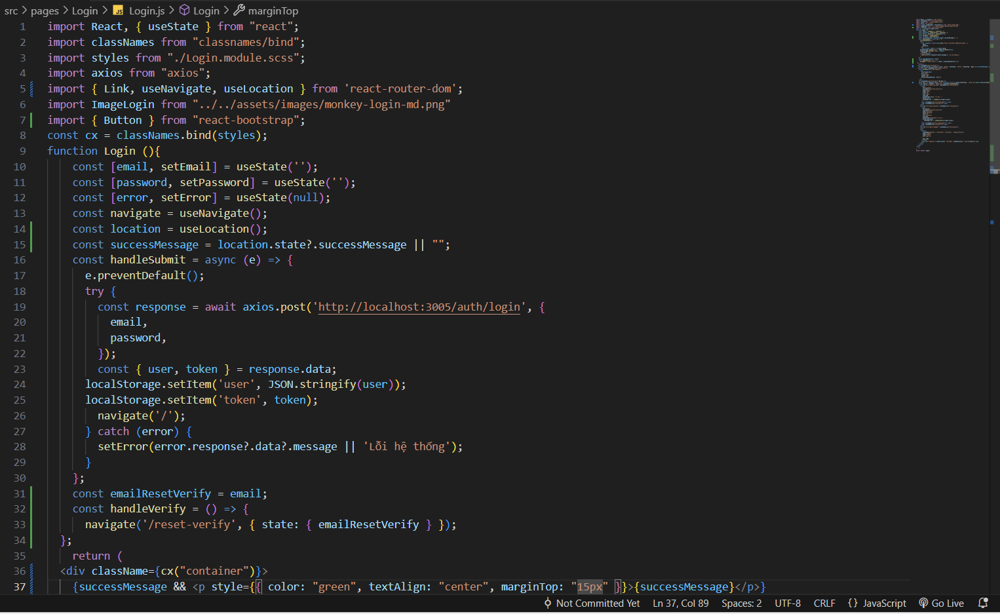 src > pages > Login > JS Login.js > Login > marginTop
1 import React, { useState } from "react";
2 import classNames from "classnames/bind";
3 import styles from "./Login.module.scss";
4 import axios from "axios";
5 import { Link, useNavigate, useLocation } from 'react-router-dom';
6 import ImageLogin from "../../assets/images/monkey-login-md.png"
7 import { Button } from "react-bootstrap";
8 const cx = classNames.bind(styles);
9 function Login (){
10 const [email, setEmail] = useState('');
11 const [password, setPassword] = useState('');
12 const [error, setError] = useState(null);
13 const navigate = useNavigate();
14 const location = useLocation();
15 const successMessage = location.state?.successMessage || "";
16 const handleSubmit = async (e) => {
17 e.preventDefault();
18 try {
19 const response = await axios.post('http://localhost:3005/auth/login', {
20 email,
21 password,
22 });
23 const { user, token } = response.data;
24 localStorage.setItem('user', JSON.stringify(user));
25 localStorage.setItem('token', token);
26 navigate('/');
27 } catch (error) {
28 setError(error.response?.data?.message || 'Lỗi hệ thống');
29 }
30 };
31 const emailResetVerify = email;
32 const handleVerify = () => {
33 navigate('/reset-verify', { state: { emailResetVerify } });
34 };
35 return (
36 <div className={cx("container")}>
37 {successMessage && <p style={{ color: "green", textAlign: "center", marginTop: "15px" }}>{successMessage}</p>}
Not Committed Yet Ln 37, Col 89 Spaces: 2 UTF-8 CRLF {} JavaScript Go Live